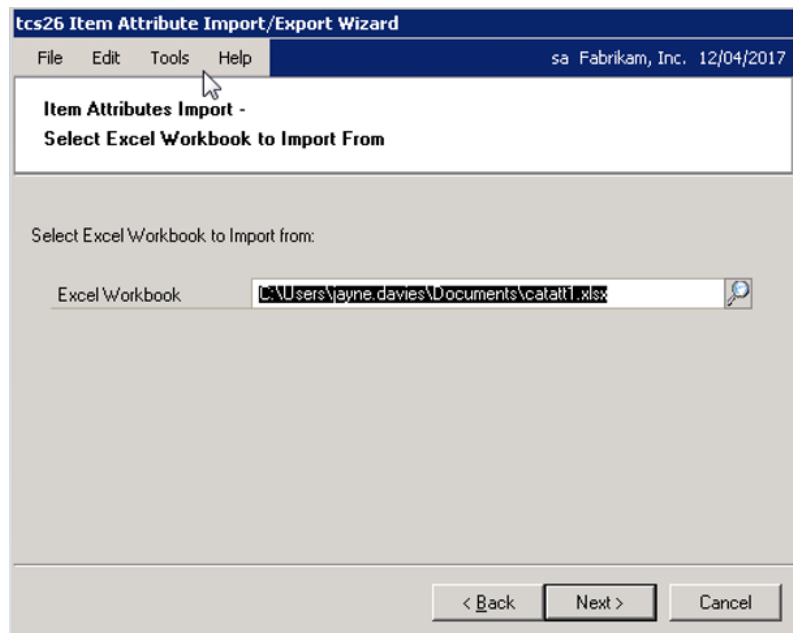 tcs26 Item Attribute Import/Export Wizard
File Edit Tools Help sa Fabrikam, Inc. 12/04/2017
Item Attributes Import -
Select Excel Workbook to Import From
Select Excel Workbook to Import from:
Excel Workbook C:\Users\jayne.davies\Documents\catatt1.xlsx
< Back Next > Cancel